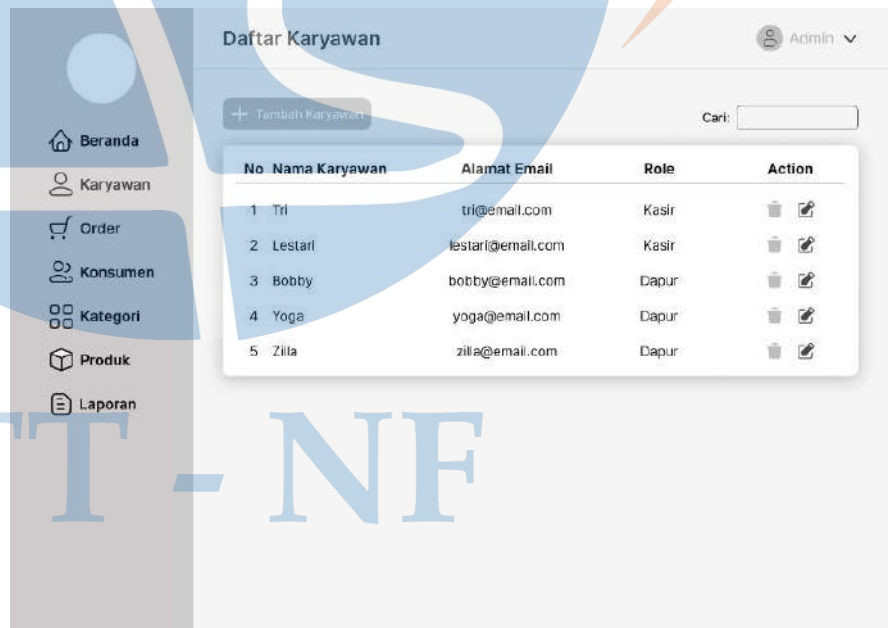 Daftar Karyawan
Admin
Tambah Karyawan
Cari:
Beranda
Karyawan
Order
Konsumen
Kategori
Produk
Laporan
No Nama Karyawan Alamat Email Role Action
1 Tri tri@email.com Kasir
2 Lestari lestari@email.com Kasir
3 Bobby bobby@email.com Dapur
4 Yoga yoga@email.com Dapur
5 Zilla zilla@email.com Dapur
TT - NF